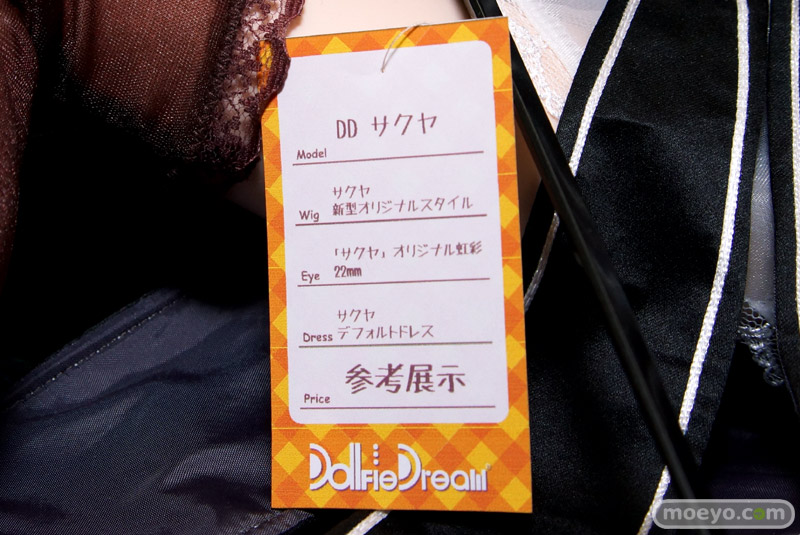 DD サクヤ
Model
サクヤ
Wig 新型オリジナルスタイル
「サクヤ」オリジナル虹彩
Eye 22mm
サクヤ
Dress デフォルトドレス
Price 参考展示
DollfieDream
moeyo.com